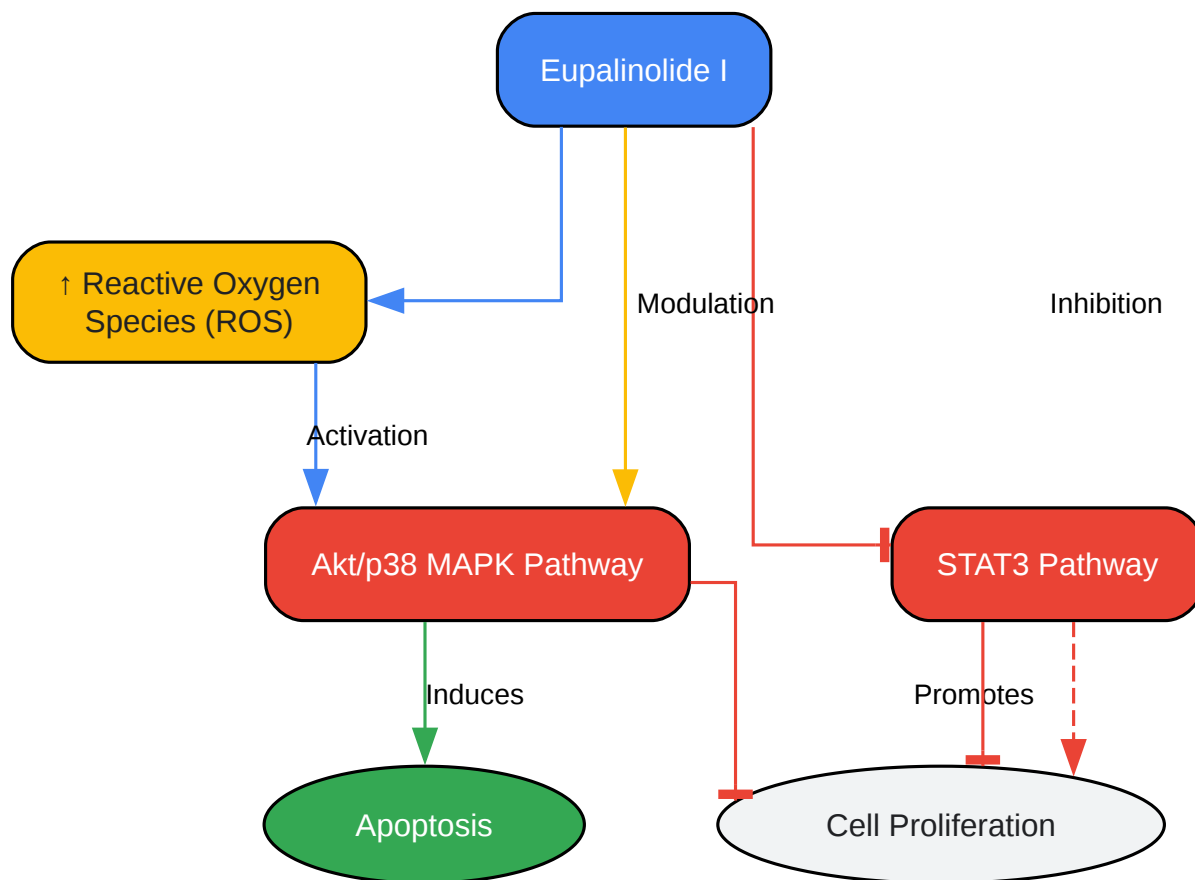 Eupalinolide I
↑ Reactive Oxygen
Species (ROS)
Modulation
Inhibition
Activation
Akt/p38 MAPK Pathway
STAT3 Pathway
Induces
Promotes
Apoptosis
Cell Proliferation